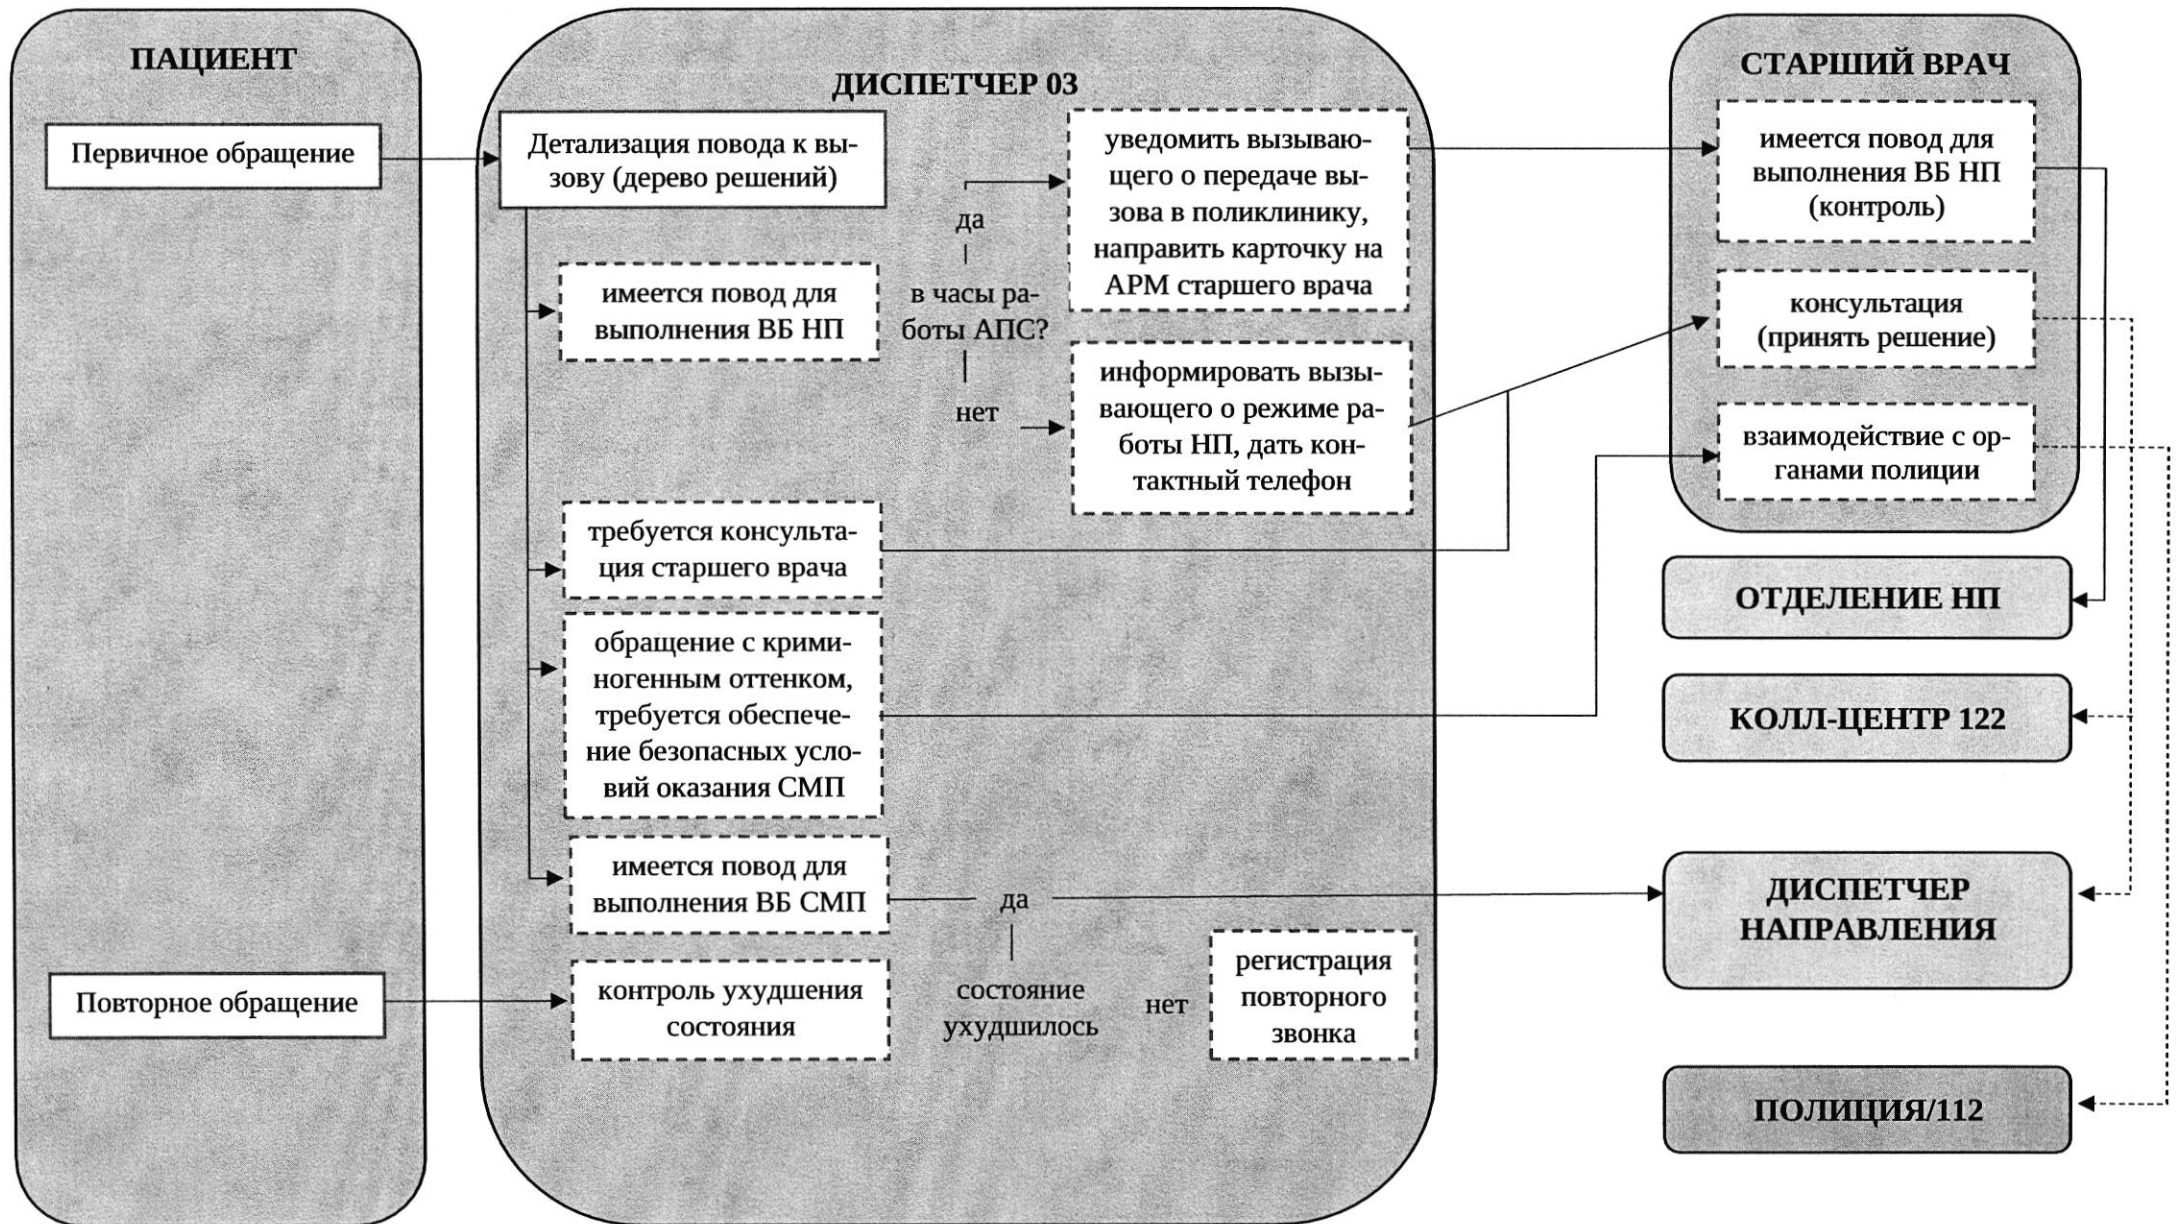 ПАЦИЕНТ
Первичное обращение
Повторное обращение
ДИСПЕТЧЕР 03
Детализация повода к вы-
зову (дерево решений)
имеется повод для
выполнения ВБ НП
в часы ра-
боты АПС?
да
нет
уведомить вызываю-
щего о передаче вы-
зова в поликлинику,
направить карточку на
АРМ старшего врача
информировать вызы-
вающего о режиме ра-
боты НП, дать кон-
тактный телефон
требуется консульта-
ция старшего врача
обращение с крими-
ногенным оттенком,
требуется обеспече-
ние безопасных усло-
вий оказания СМП
имеется повод для
выполнения ВБ СМП
да
контроль ухудшения
состояния
состояние
ухудшилось
нет
регистрация
повторного
звонка
СТАРШИЙ ВРАЧ
имеется повод для
выполнения ВБ НП
(контроль)
консультация
(принять решение)
взаимодействие с ор-
ганами полиции
ОТДЕЛЕНИЕ НП
КОЛЛ-ЦЕНТР 122
ДИСПЕТЧЕР
НАПРАВЛЕНИЯ
ПОЛИЦИЯ/112